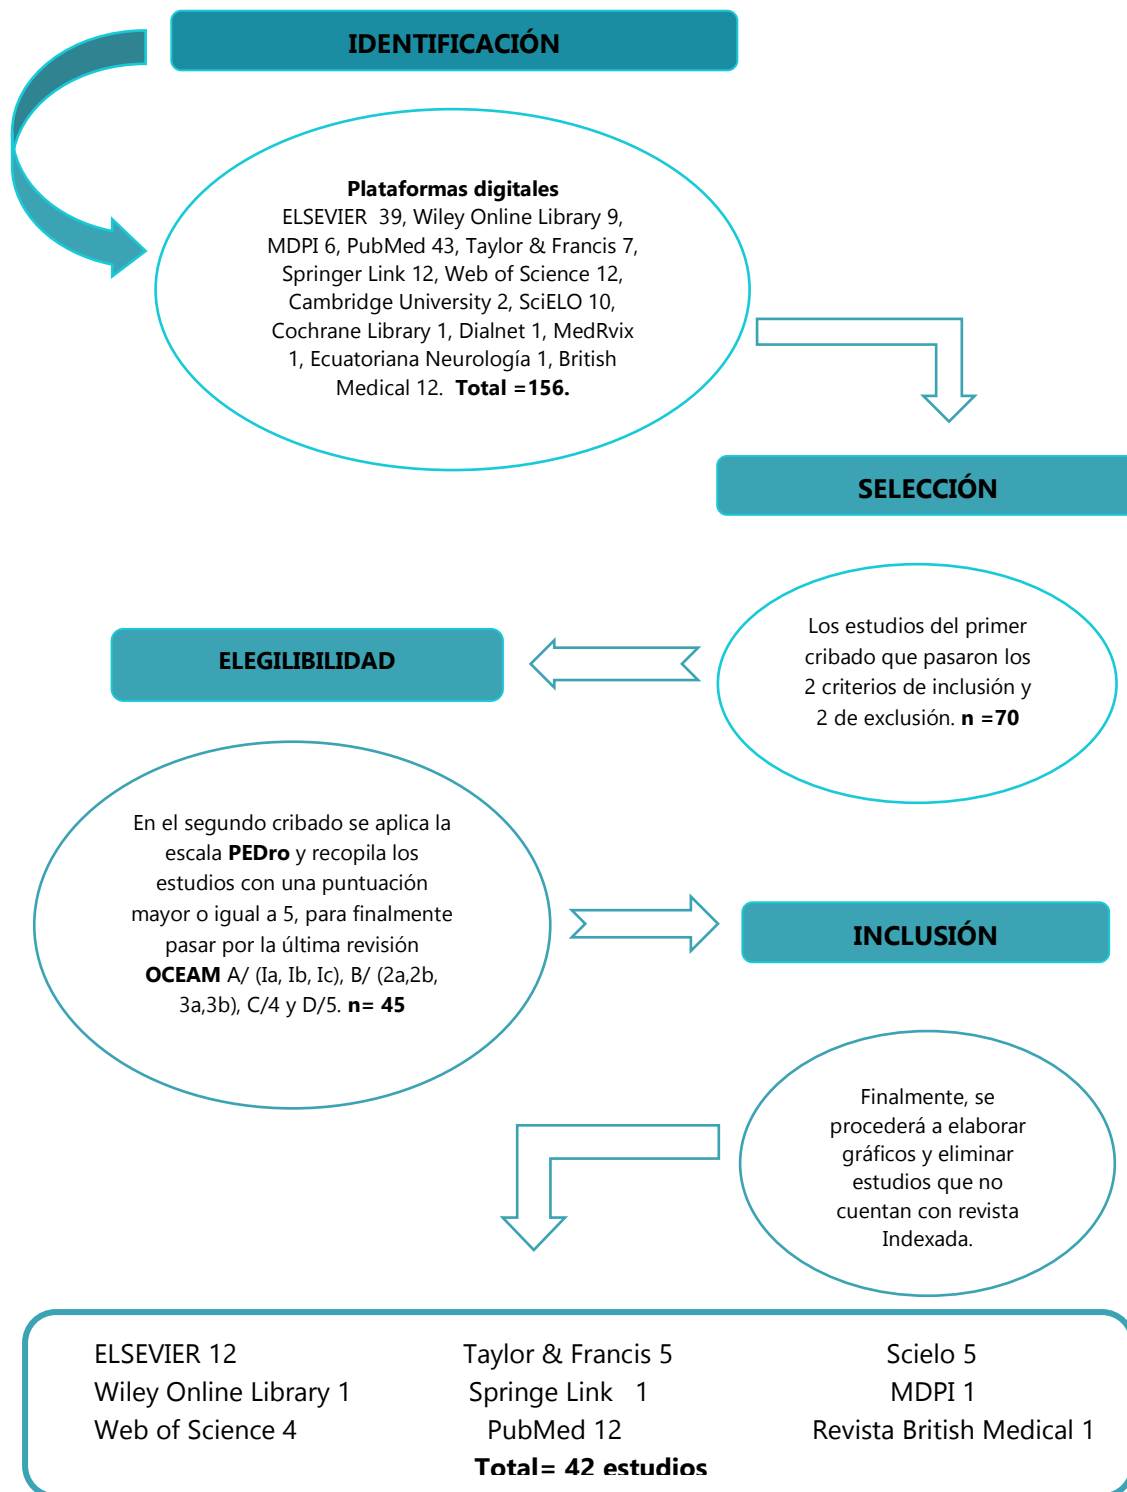 IDENTIFICACIÓN
Plataformas digitales
ELSEVIER 39, Wiley Online Library 9,
MDPI 6, PubMed 43, Taylor & Francis 7,
Springer Link 12, Web of Science 12,
Cambridge University 2, SciELO 10,
Cochrane Library 1, Dialnet 1, MedRvix
1, Ecuatoriana Neurología 1, British
Medical 12. Total =156.
SELECCIÓN
Los estudios del primer
cribado que pasaron los
2 criterios de inclusión y
2 de exclusión. n =70
ELEGILIBILIDAD
En el segundo cribado se aplica la
escala PEDro y recopila los
estudios con una puntuación
mayor o igual a 5, para finalmente
pasar por la última revisión
OCEAM A/ (Ia, Ib, Ic), B/ (2a,2b,
3a,3b), C/4 y D/5. n= 45
INCLUSIÓN
Finalmente, se
procederá a elaborar
gráficos y eliminar
estudios que no
cuentan con revista
Indexada.
ELSEVIER 12 Taylor & Francis 5 Scielo 5
Wiley Online Library 1 Springe Link 1 MDPI 1
Web of Science 4 PubMed 12 Revista British Medical 1
Total= 42 estudios